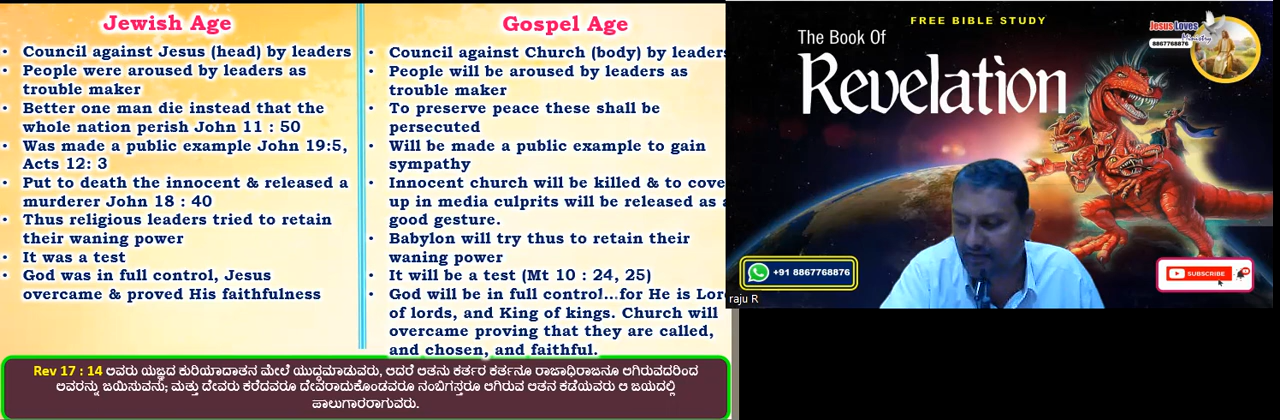 Jewish Age
• Council against Jesus (head) by leaders
• People were aroused by leaders as
trouble maker
• Better one man die instead that the
whole nation perish John 11 : 50
• Was made a public example John 19:5,
Acts 12: 3
• Put to death the innocent & released a
murderer John 18 : 40
• Thus religious leaders tried to retain
their waning power
• It was a test
• God was in full control, Jesus
overcame & proved His faithfulness
Gospel Age
• Council against Church (body) by leaders
• People will be aroused by leaders as
trouble maker
• To preserve peace these shall be
persecuted
• Will be made a public example to gain
sympathy
• Innocent church will be killed & to cove
up in media culprits will be released as a
good gesture.
• Babylon will try thus to retain their
waning power
• It will be a test (Mt 10 : 24, 25)
• God will be in full control...for He is Lor
of lords, and King of kings. Church will
overcame proving that they are called,
and chosen, and faithful.
Rev 17 : 14 ಅವರು ಯಜ್ಞದ ಕುರಿಯಾದಾತನ ಮೇಲೆ ಯುದ್ಧಮಾಡುವರು, ಆದರೆ ಆತನು ಕರ್ತರ ಕರ್ತನೂ ರಾಜಾಧಿರಾಜನೂ ಆಗಿರುವದರಿಂದ
ಅವರನ್ನು ಜಯಿಸುವನು; ಮತ್ತು ದೇವರು ಕರೆದವರೂ ದೇವರಾದುಕೊಂಡವರೂ ನಂಬಿಗಸ್ತರೂ ಆಗಿರುವ ಆತನ ಕಡೆಯವರು ಆ ಜಯದಲ್ಲಿ
ಪಾಲುಗಾರರಾಗುವರು.
FREE BIBLE STUDY
The Book Of
Revelation
Jesus Loves
Ministry
8867768876
+91 8867768876
SUBSCRIBE
raju R